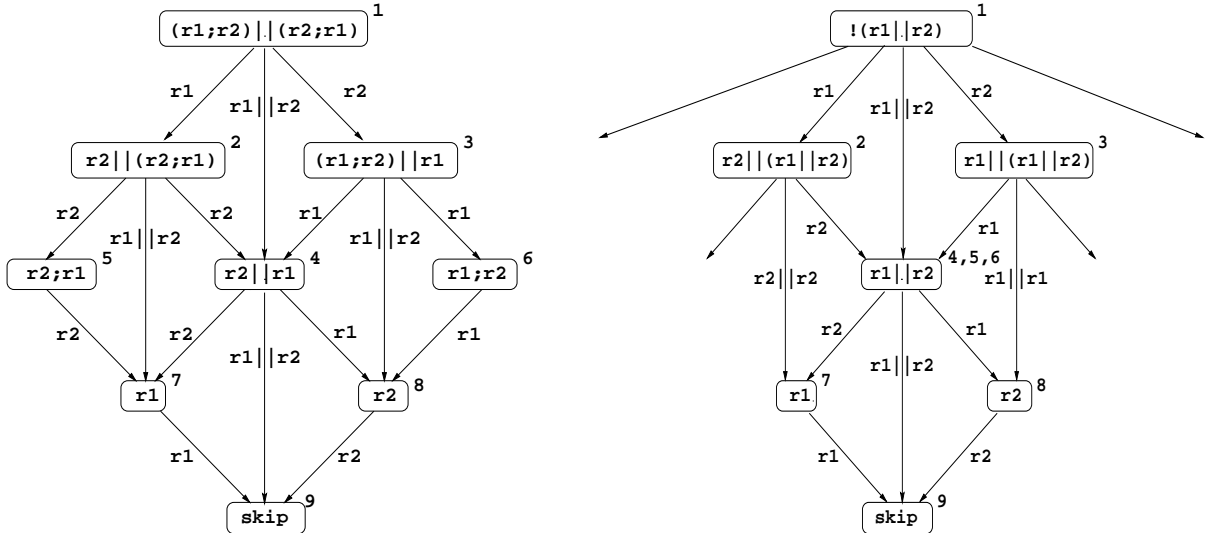 1
(r1;r2)||(r2;r1)
r1
r1||r2
r2
2
r2||(r2;r1)
3
(r1;r2)||r1
r2
r1||r2
r2
r1
r1||r2
r1
5
r2;r1
4
r2||r1
6
r1;r2
r2
r2
r1||r2
r1
r1
7
r1
8
r2
r1
r2
9
skip
1
!(r1||r2)
r1
r1||r2
r2
2
r2||(r1||r2)
3
r1||(r1||r2)
r2
r1
4,5,6
r1||r2
r2||r2
r1||r1
r2
r1||r2
r1
7
r1
8
r2
r1
r2
9
skip